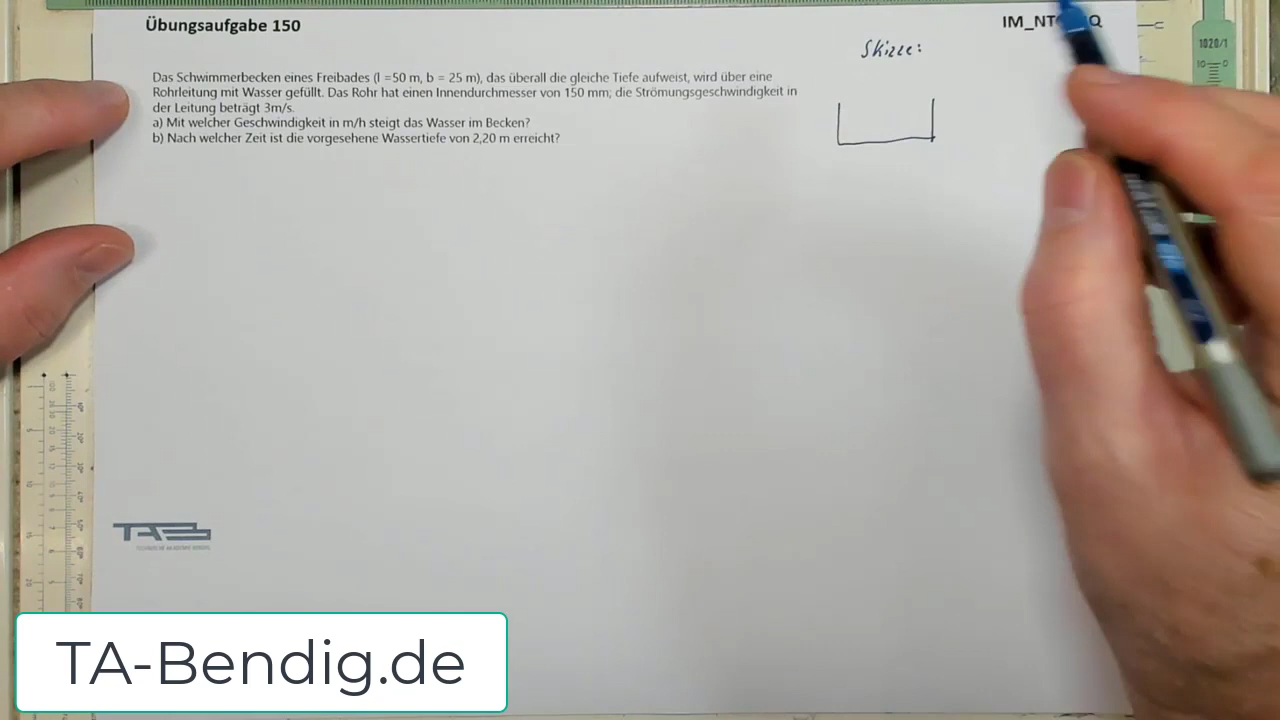 Übungsaufgabe 150
Skizze:
1020/1
Das Schwimmerbecken eines Freibades (l =50 m, b = 25 m), das überall die gleiche Tiefe aufweist, wird über eine
Rohrleitung mit Wasser gefüllt. Das Rohr hat einen Innendurchmesser von 150 mm; die Strömungsgeschwindigkeit in
der Leitung beträgt 3m/s.
a) Mit welcher Geschwindigkeit in m/h steigt das Wasser im Becken?
b) Nach welcher Zeit ist die vorgesehene Wassertiefe von 2,20 m erreicht?
TAB
TA-Bendig.de